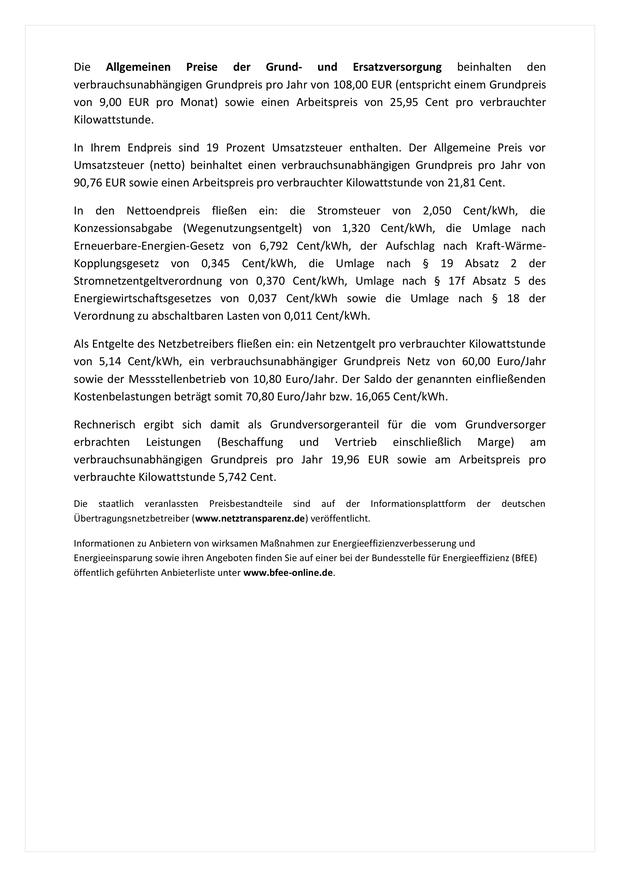 Die Allgemeinen Preise der Grund- und Ersatzversorgung beinhalten den
verbrauchsunabhängigen Grundpreis pro Jahr von 108,00 EUR (entspricht einem Grundpreis
von 9,00 EUR pro Monat) sowie einen Arbeitspreis von 25,95 Cent pro verbrauchter
Kilowattstunde.
In Ihrem Endpreis sind 19 Prozent Umsatzsteuer enthalten. Der Allgemeine Preis vor
Umsatzsteuer (netto) beinhaltet einen verbrauchsunabhängigen Grundpreis pro Jahr von
90,76 EUR sowie einen Arbeitspreis pro verbrauchter Kilowattstunde von 21,81 Cent.
In den Nettoendpreis fließen ein: die Stromsteuer von 2,050 Cent/kWh, die
Konzessionsabgabe (Wegenutzungsentgelt) von 1,320 Cent/kWh, die Umlage nach
Erneuerbare-Energien-Gesetz von 6,792 Cent/kWh, der Aufschlag nach Kraft-Wärme-
Kopplungsgesetz von 0,345 Cent/kWh, die Umlage nach § 19 Absatz 2 der
Stromnetzentgeltverordnung von 0,370 Cent/kWh, Umlage nach § 17f Absatz 5 des
Energiewirtschaftsgesetzes von 0,037 Cent/kWh sowie die Umlage nach § 18 der
Verordnung zu abschaltbaren Lasten von 0,011 Cent/kWh.
Als Entgelte des Netzbetreibers fließen ein: ein Netzentgelt pro verbrauchter Kilowattstunde
von 5,14 Cent/kWh, ein verbrauchsunabhängiger Grundpreis Netz von 60,00 Euro/Jahr
sowie der Messstellenbetrieb von 10,80 Euro/Jahr. Der Saldo der genannten einfließenden
Kostenbelastungen beträgt somit 70,80 Euro/Jahr bzw. 16,065 Cent/kWh.
Rechnerisch ergibt sich damit als Grundversorgeranteil für die vom Grundversorger
erbrachten Leistungen (Beschaffung und Vertrieb einschließlich Marge) am
verbrauchsunabhängigen Grundpreis pro Jahr 19,96 EUR sowie am Arbeitspreis pro
verbrauchte Kilowattstunde 5,742 Cent.
Die staatlich veranlassten Preisbestandteile sind auf der Informationsplattform der deutschen
Übertragungsnetzbetreiber (www.netztransparenz.de) veröffentlicht.
Informationen zu Anbietern von wirksamen Maßnahmen zur Energieeffizienzverbesserung und
Energieeinsparung sowie ihren Angeboten finden Sie auf einer bei der Bundesstelle für Energieeffizienz (BfEE)
öffentlich geführten Anbieterliste unter www.bfee-online.de.